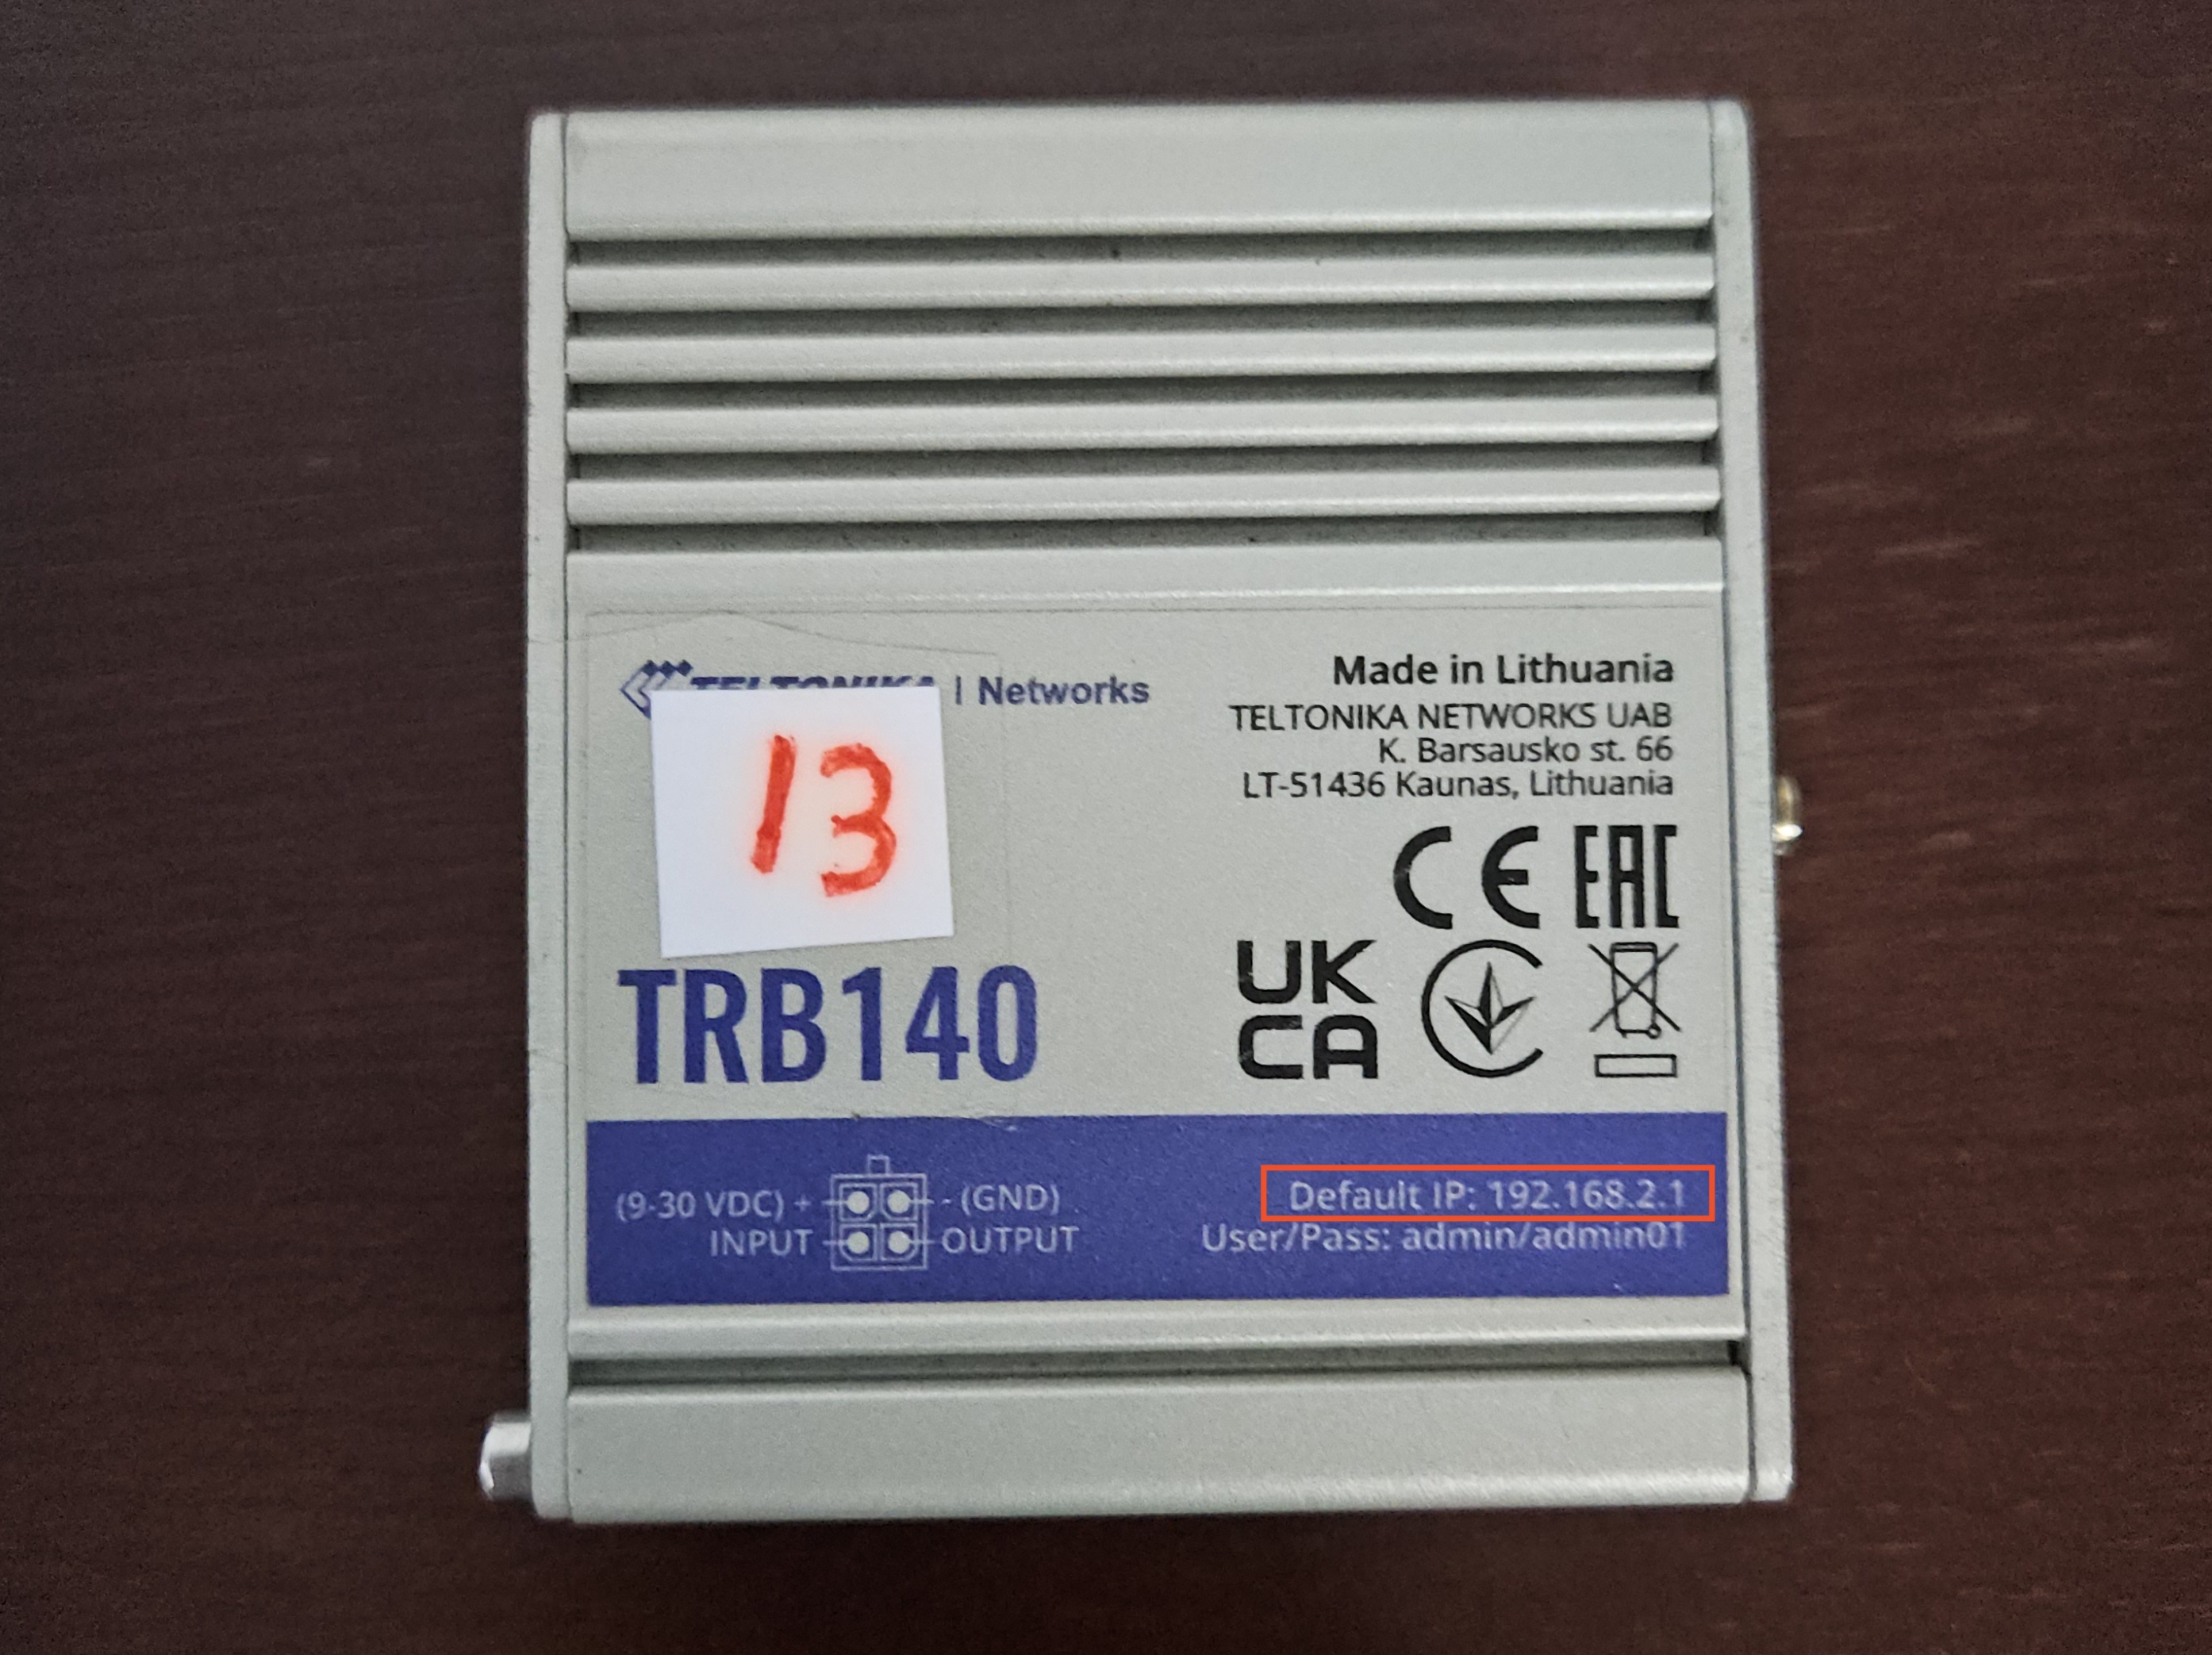 TELTONIKA | Networks
13
TRB140
Made in Lithuania
TELTONIKA NETWORKS UAB
K. Barsausko st. 66
LT-51436 Kaunas, Lithuania
CE EAC
UK
CA
(9-30 VDC) + - (GND)
INPUT OUTPUT
Default IP: 192.168.2.1
User/Pass: admin/admin01